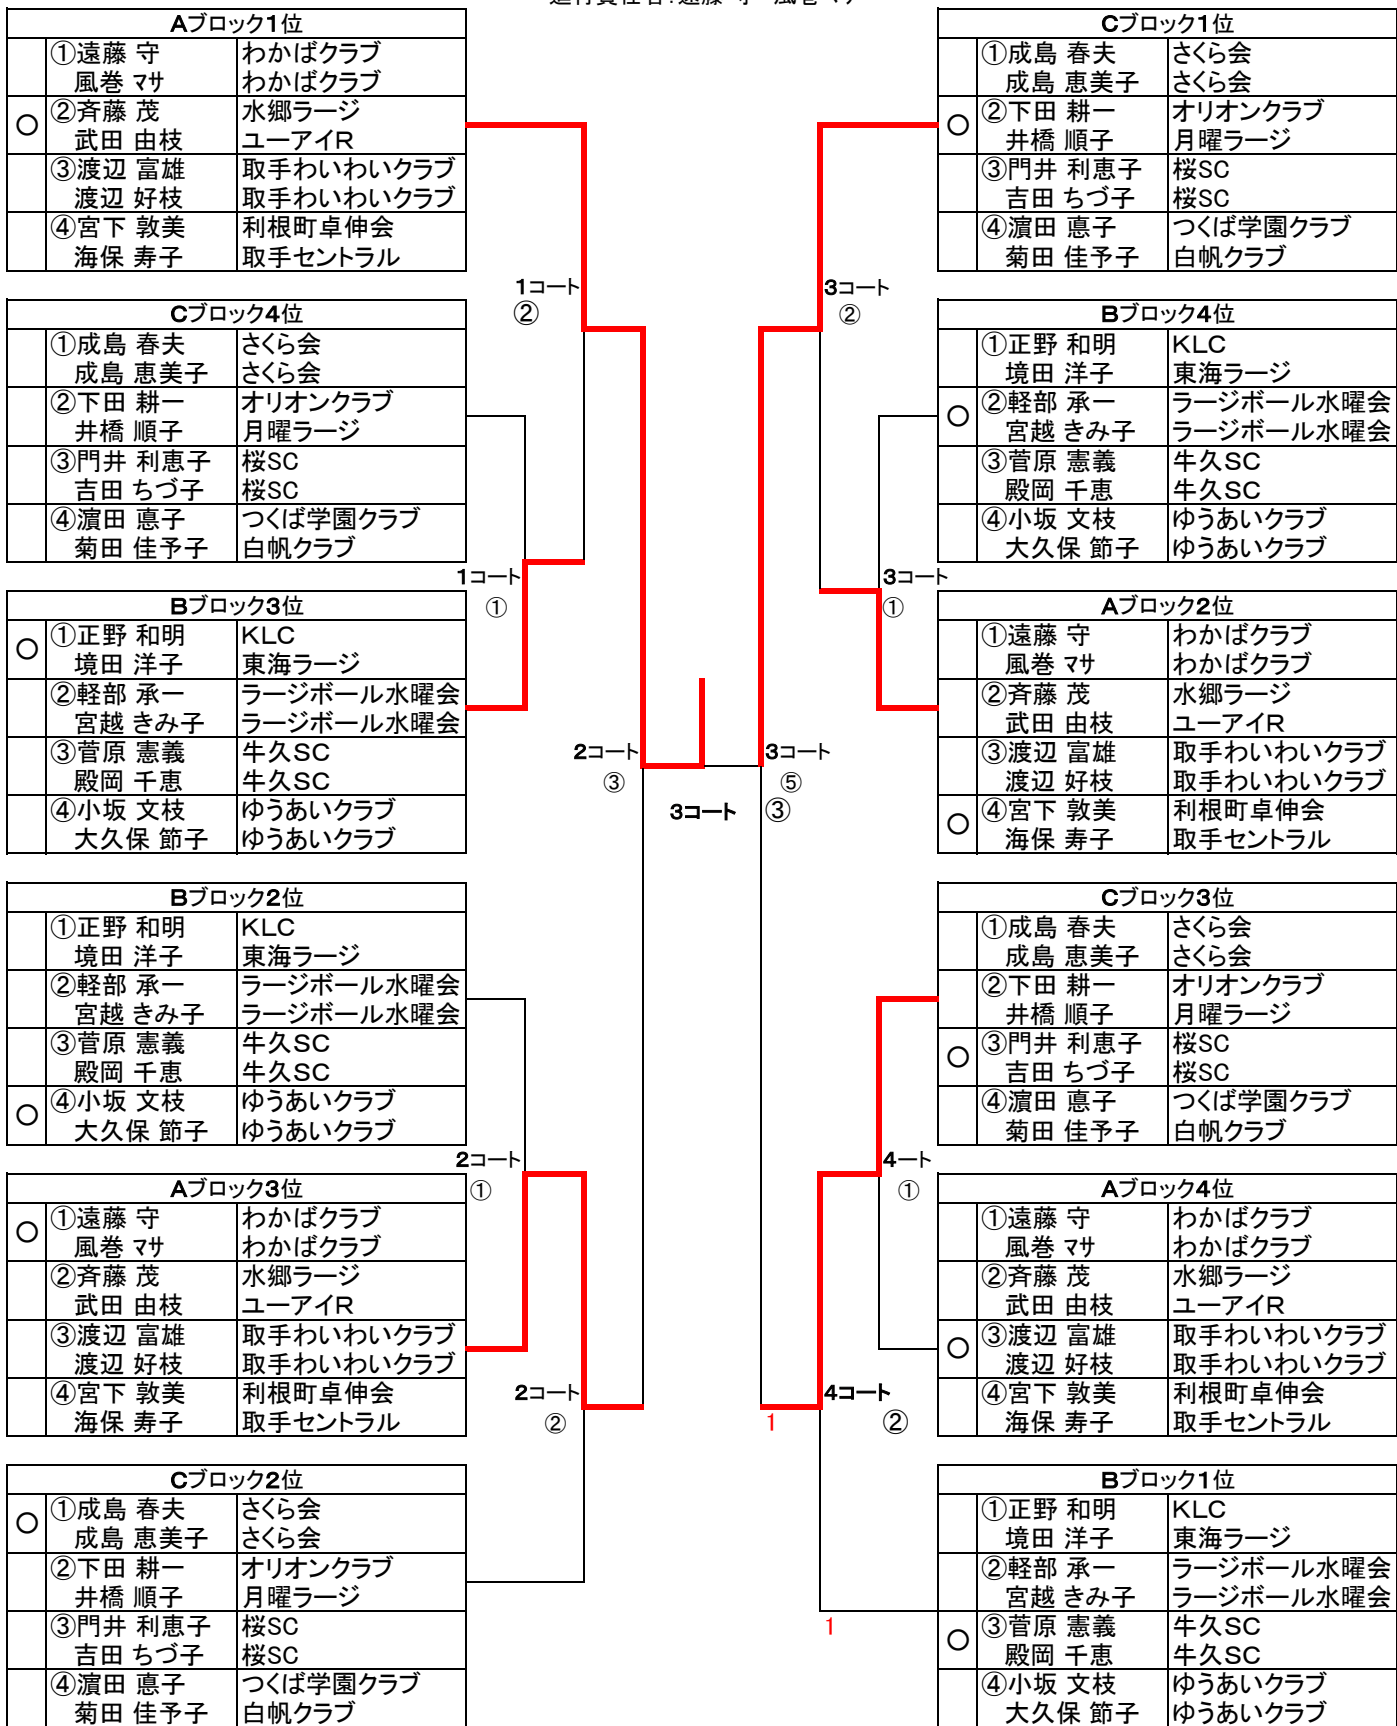 Aブロック1位
①遠藤 守 わかばクラブ
風巻 マサ わかばクラブ
○ ②斉藤 茂 水郷ラージ
武田 由枝 ユーアイR
③渡辺 富雄 取手わいわいクラブ
渡辺 好枝 取手わいわいクラブ
④宮下 敦美 利根町卓伸会
海保 寿子 取手セントラル
Cブロック4位
①成島 春夫 さくら会
成島 恵美子 さくら会
②下田 耕一 オリオンクラブ
井橋 順子 月曜ラージ
③門井 利恵子 桜SC
吉田 ちづ子 桜SC
④濵田 惪子 つくば学園クラブ
菊田 佳予子 白帆クラブ
Bブロック3位
○ ①正野 和明 KLC
境田 洋子 東海ラージ
②軽部 承一 ラージボール水曜会
宮越 きみ子 ラージボール水曜会
③菅原 憲義 牛久SC
殿岡 千恵 牛久SC
④小坂 文枝 ゆうあいクラブ
大久保 節子 ゆうあいクラブ
Bブロック2位
①正野 和明 KLC
境田 洋子 東海ラージ
②軽部 承一 ラージボール水曜会
宮越 きみ子 ラージボール水曜会
③菅原 憲義 牛久SC
殿岡 千恵 牛久SC
○ ④小坂 文枝 ゆうあいクラブ
大久保 節子 ゆうあいクラブ
Aブロック3位
○ ①遠藤 守 わかばクラブ
風巻 マサ わかばクラブ
②斉藤 茂 水郷ラージ
武田 由枝 ユーアイR
③渡辺 富雄 取手わいわいクラブ
渡辺 好枝 取手わいわいクラブ
④宮下 敦美 利根町卓伸会
海保 寿子 取手セントラル
Cブロック2位
○ ①成島 春夫 さくら会
成島 恵美子 さくら会
②下田 耕一 オリオンクラブ
井橋 順子 月曜ラージ
③門井 利恵子 桜SC
吉田 ちづ子 桜SC
④濵田 惪子 つくば学園クラブ
菊田 佳予子 白帆クラブ
1コート
②
1コート
①
2コート
③
2コート
①
2コート
②
3コート
②
3コート
①
3コート
⑤
3コート ③
4ート
①
4コート
②
1
1
Cブロック1位
①成島 春夫 さくら会
成島 恵美子 さくら会
○ ②下田 耕一 オリオンクラブ
井橋 順子 月曜ラージ
③門井 利恵子 桜SC
吉田 ちづ子 桜SC
④濵田 惪子 つくば学園クラブ
菊田 佳予子 白帆クラブ
Bブロック4位
①正野 和明 KLC
境田 洋子 東海ラージ
○ ②軽部 承一 ラージボール水曜会
宮越 きみ子 ラージボール水曜会
③菅原 憲義 牛久SC
殿岡 千恵 牛久SC
④小坂 文枝 ゆうあいクラブ
大久保 節子 ゆうあいクラブ
Aブロック2位
①遠藤 守 わかばクラブ
風巻 マサ わかばクラブ
②斉藤 茂 水郷ラージ
武田 由枝 ユーアイR
③渡辺 富雄 取手わいわいクラブ
渡辺 好枝 取手わいわいクラブ
○ ④宮下 敦美 利根町卓伸会
海保 寿子 取手セントラル
Cブロック3位
①成島 春夫 さくら会
成島 恵美子 さくら会
②下田 耕一 オリオンクラブ
井橋 順子 月曜ラージ
○ ③門井 利恵子 桜SC
吉田 ちづ子 桜SC
④濵田 惪子 つくば学園クラブ
菊田 佳予子 白帆クラブ
Aブロック4位
①遠藤 守 わかばクラブ
風巻 マサ わかばクラブ
②斉藤 茂 水郷ラージ
武田 由枝 ユーアイR
○ ③渡辺 富雄 取手わいわいクラブ
渡辺 好枝 取手わいわいクラブ
④宮下 敦美 利根町卓伸会
海保 寿子 取手セントラル
Bブロック1位
①正野 和明 KLC
境田 洋子 東海ラージ
②軽部 承一 ラージボール水曜会
宮越 きみ子 ラージボール水曜会
○ ③菅原 憲義 牛久SC
殿岡 千恵 牛久SC
④小坂 文枝 ゆうあいクラブ
大久保 節子 ゆうあいクラブ